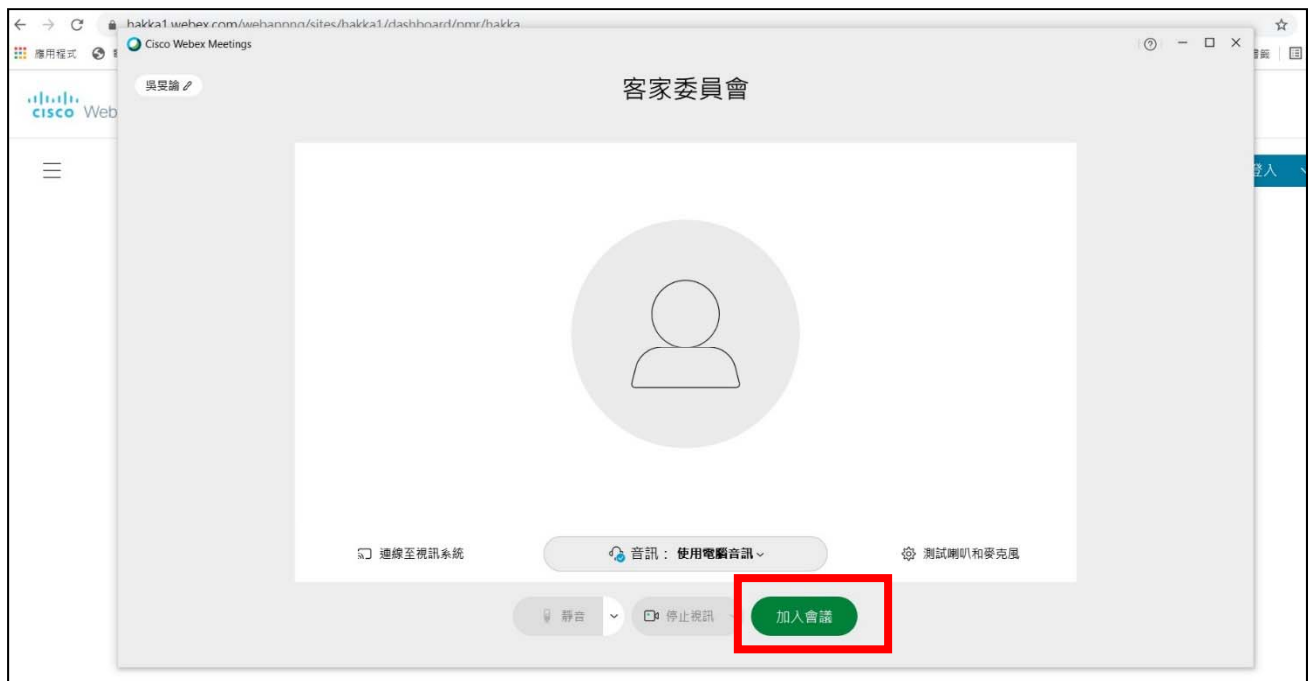 hakka1.webex.com/webappng/sites/hakka1/dashboard/pmr/hakka
應用程式
Cisco Webex Meetings
吳旻諭
客家委員會
cisco Web
登入
連線至視訊系統
音訊： 使用電腦音訊
測試喇叭和麥克風
靜音
停止視訊
加入會議